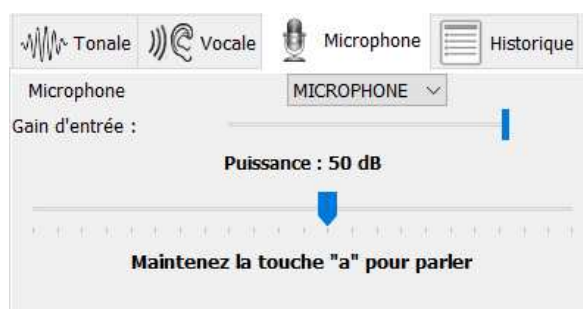 Tonale Vocale Microphone Historique
Microphone MICROPHONE
Gain d'entrée :
Puissance : 50 dB
Maintenez la touche "a" pour parler